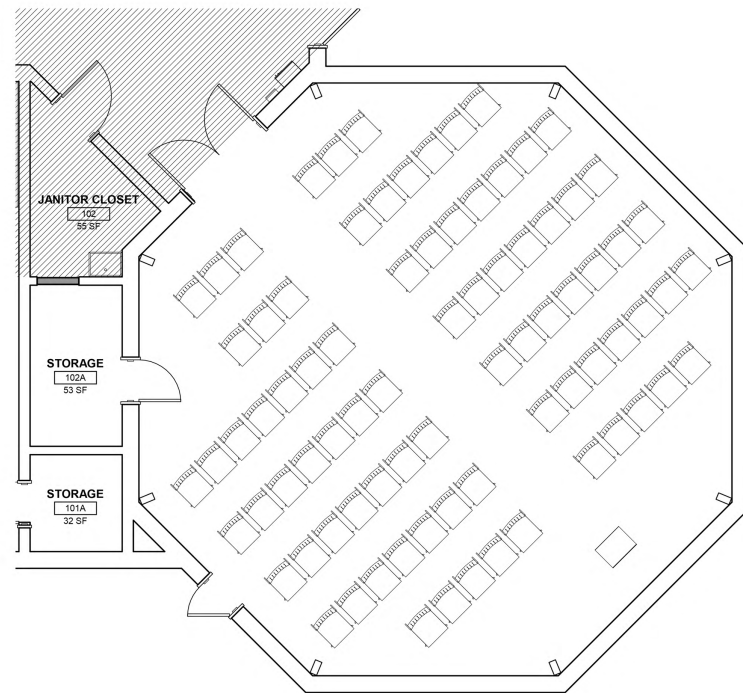 JANITOR CLOSET
102
55 SF
STORAGE
102A
53 SF
STORAGE
101A
32 SF